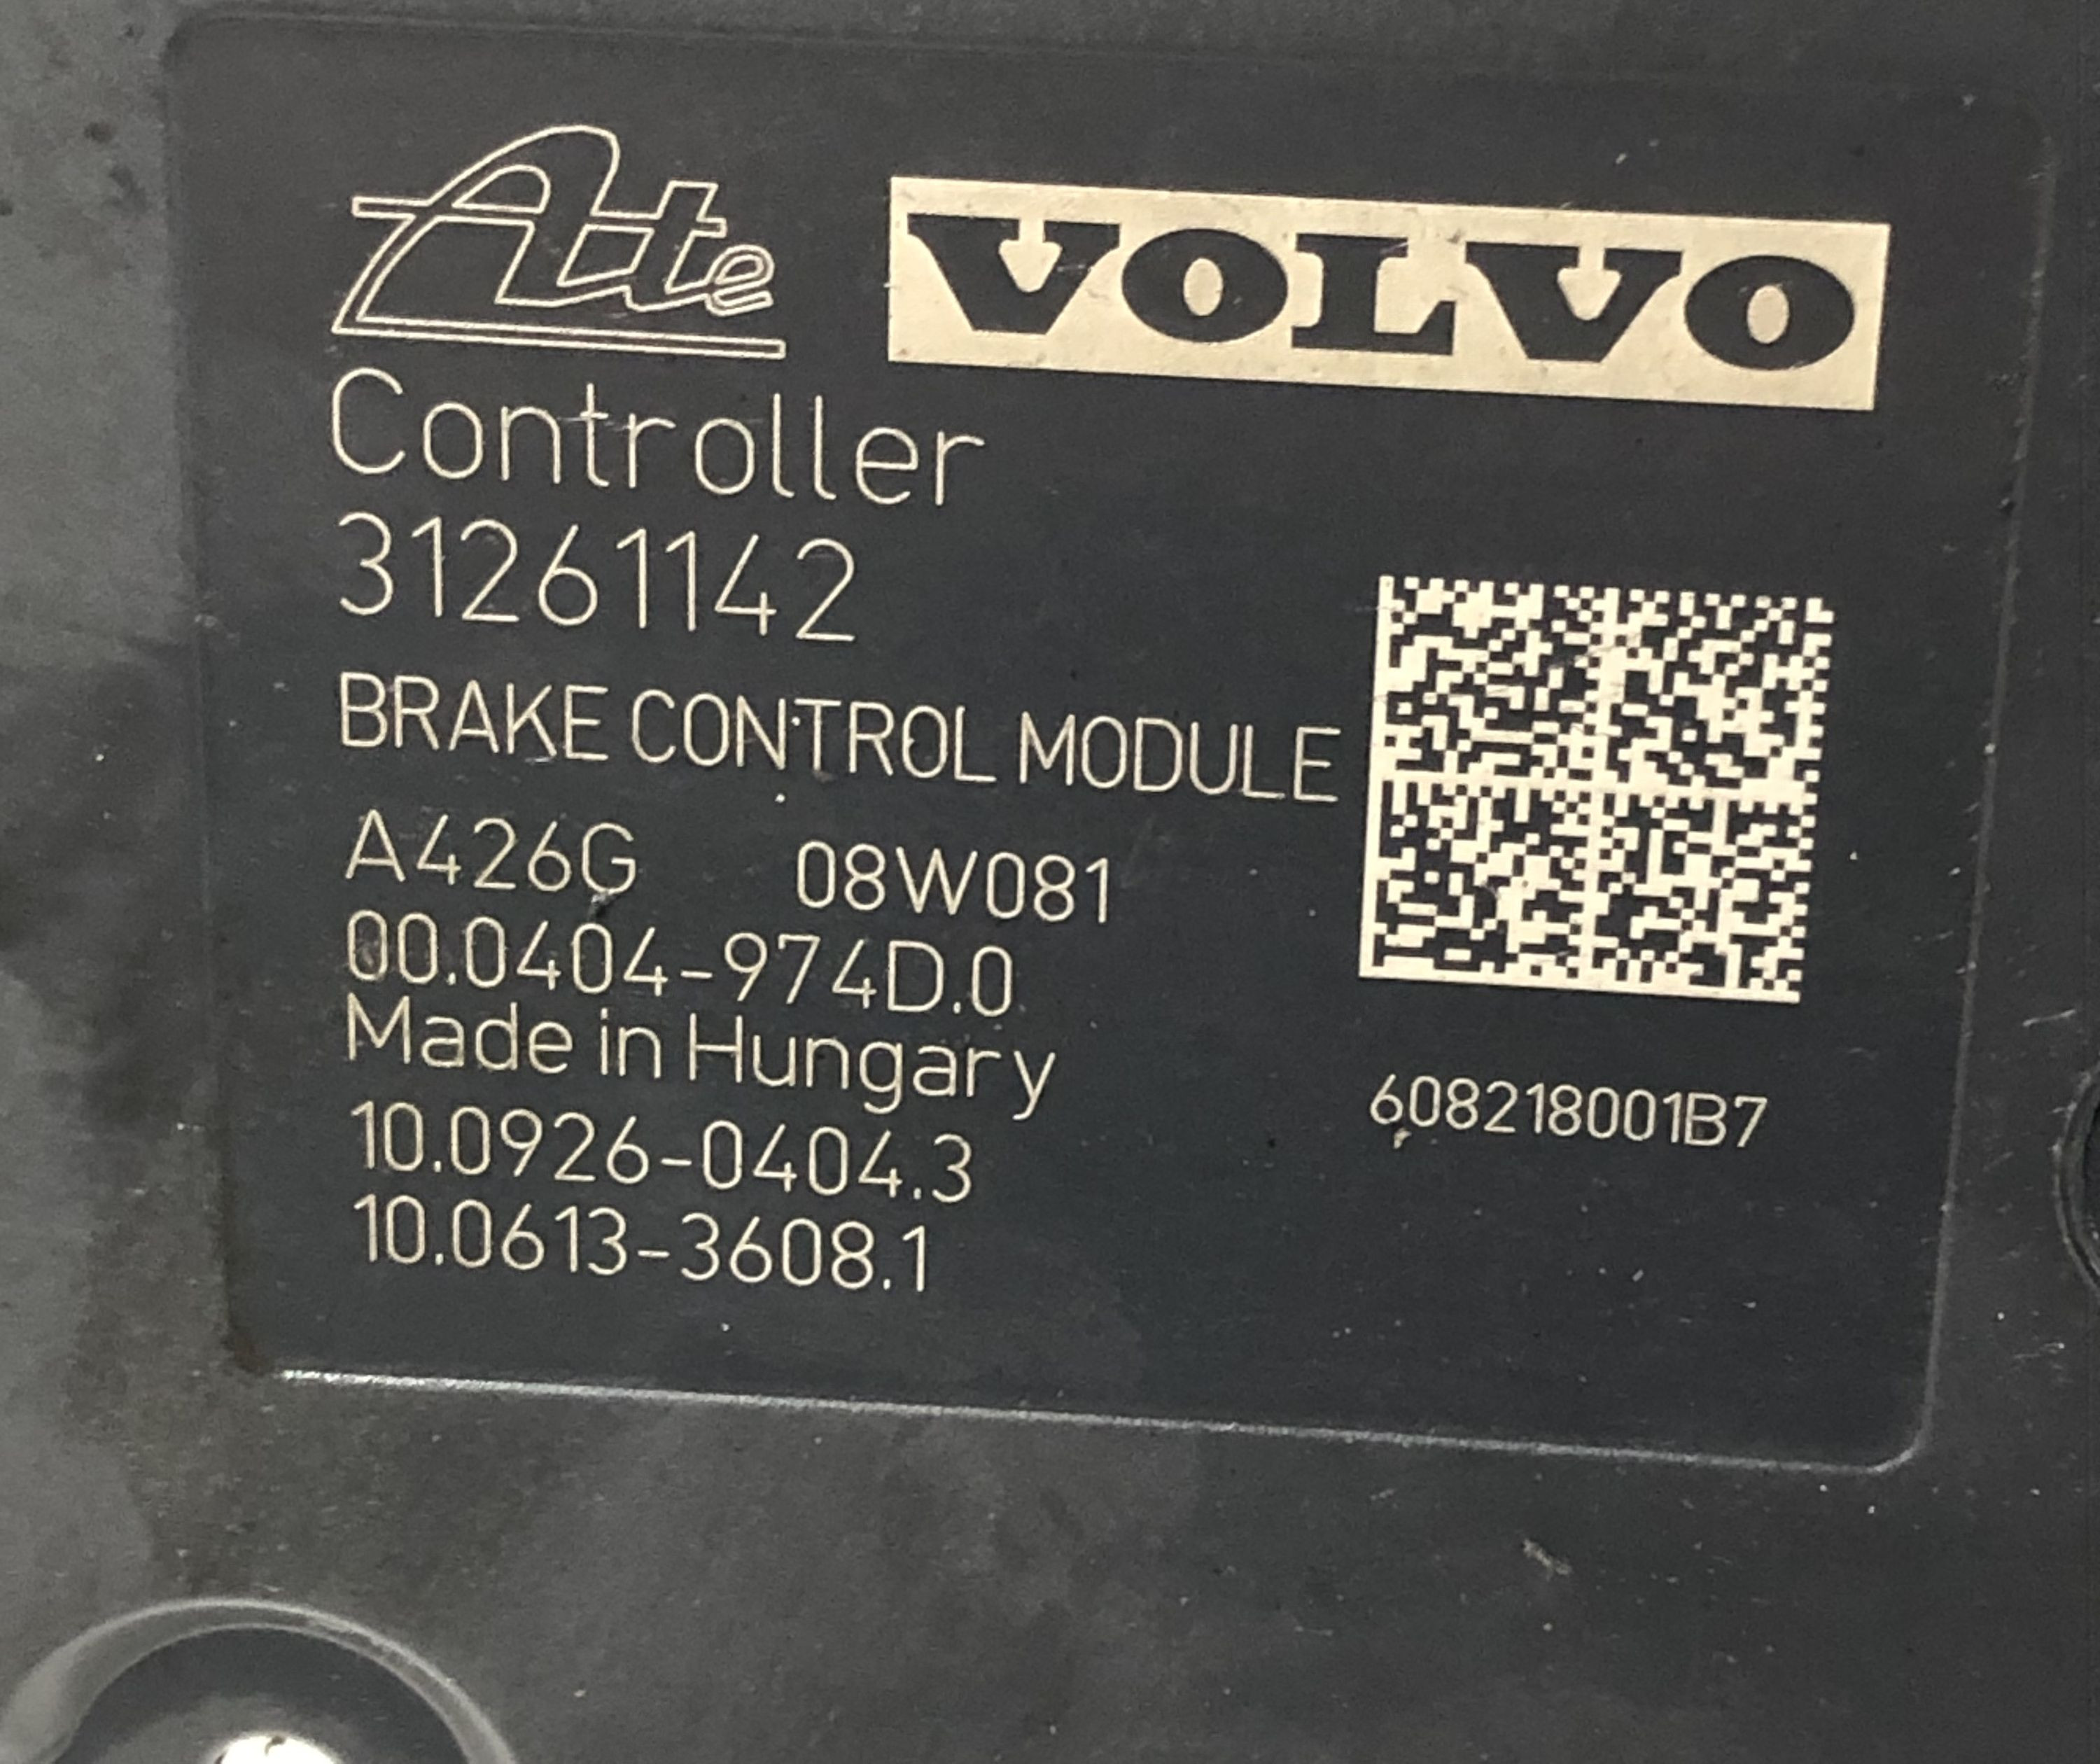 Ate VOLVO
Controller
31261142
BRAKE CONTROL MODULE
A426G 08W081
00.0404-974D.0
Made in Hungary
10.0926-0404.3
10.0613-3608.1
608218001B7